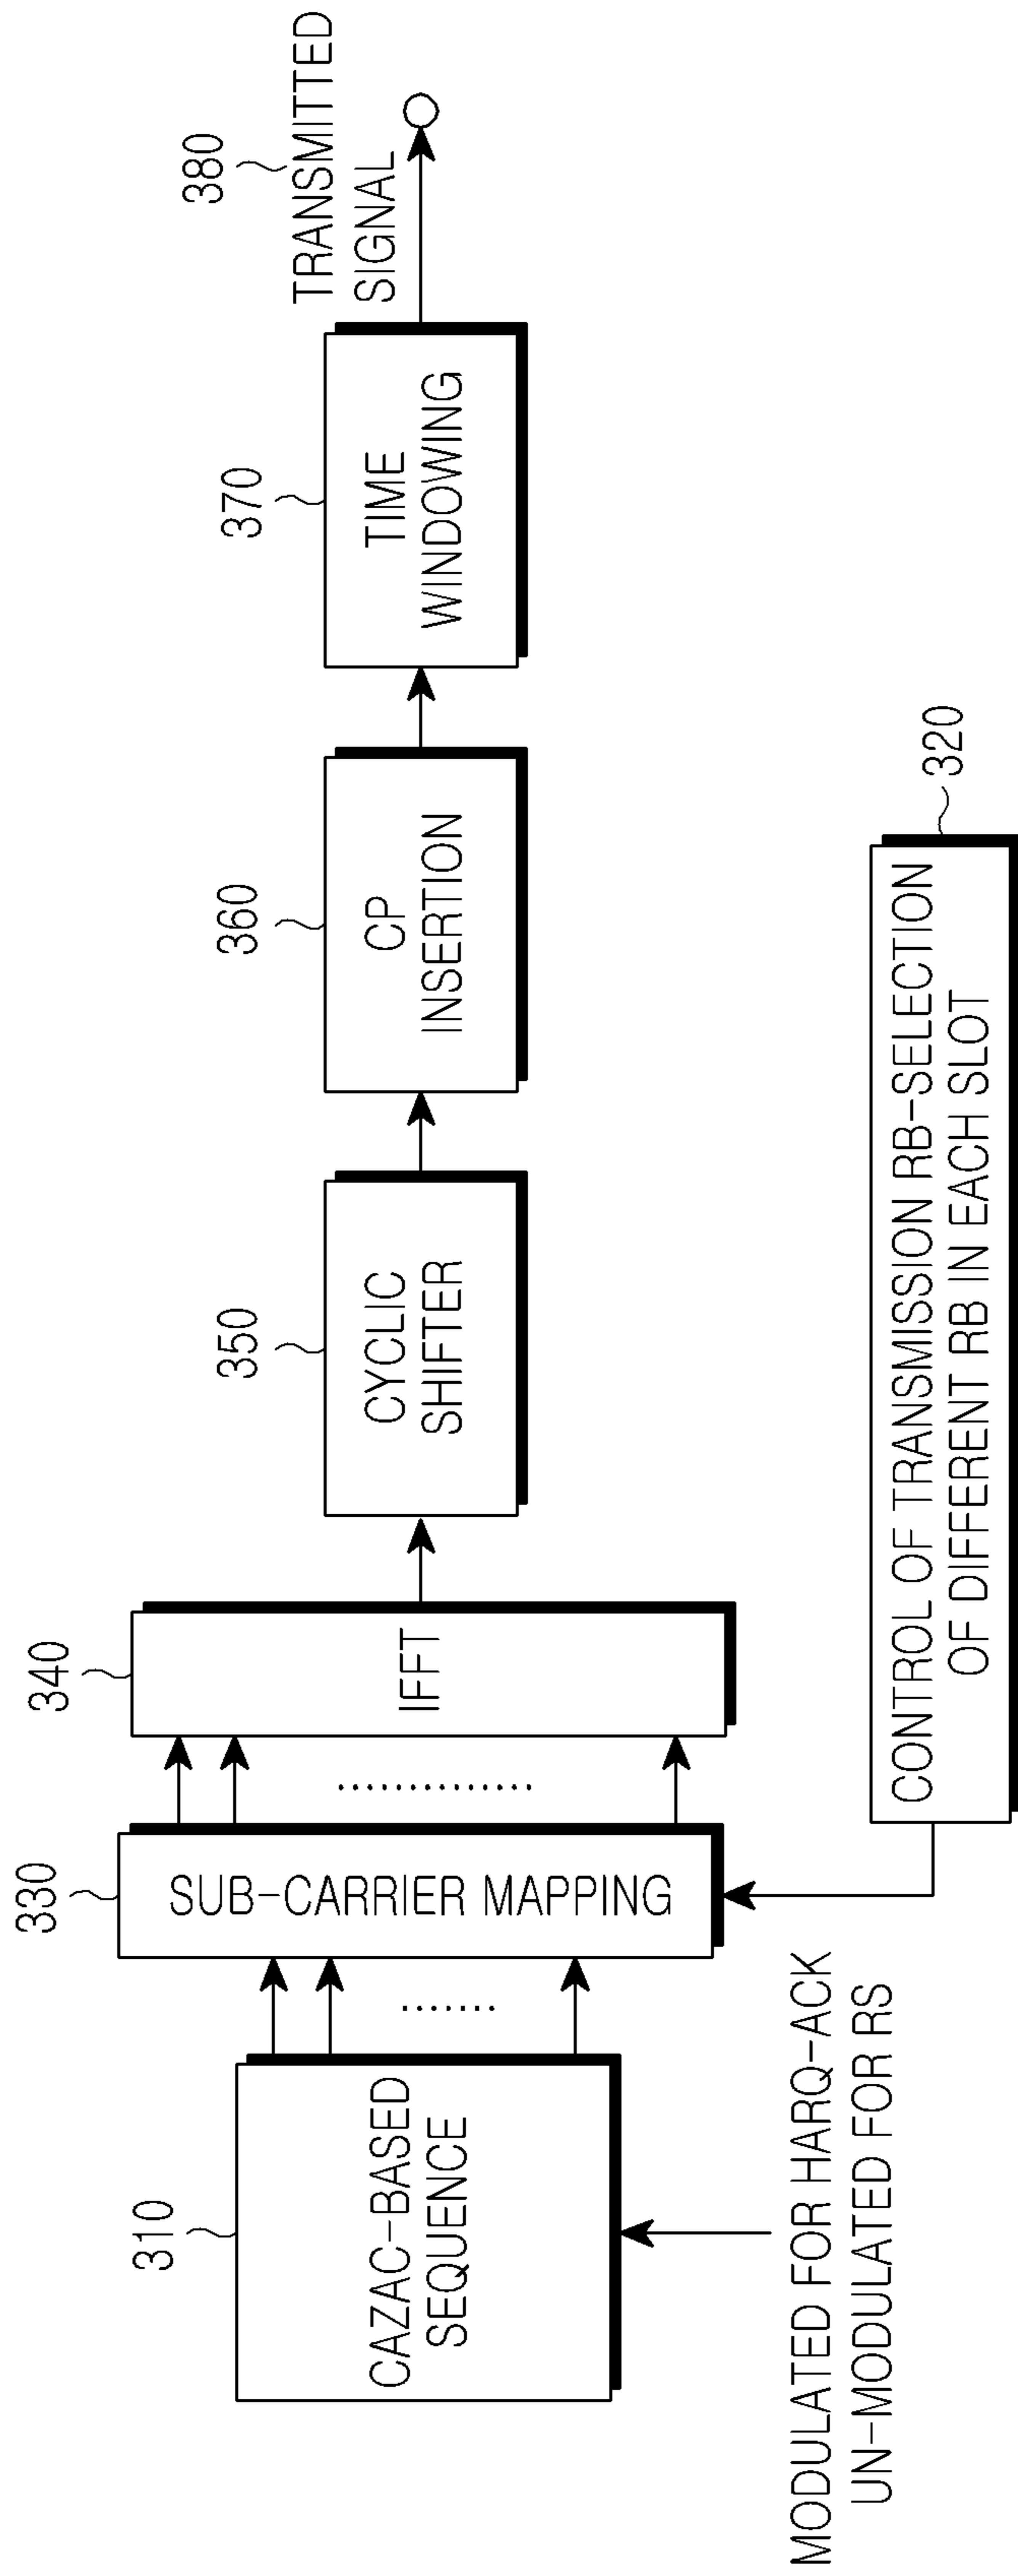 310
CAZAC-BASED
SEQUENCE
MODULATED FOR HARQ-ACK
UN-MODULATED FOR RS
330
SUB-CARRIER MAPPING
340
IFFT
350
CYCLIC
SHIFTER
360
CP
INSERTION
370
TIME
WINDOWING
380
TRANSMITTED
SIGNAL
CONTROL OF TRANSMISSION RB-SELECTION
OF DIFFERENT RB IN EACH SLOT
320